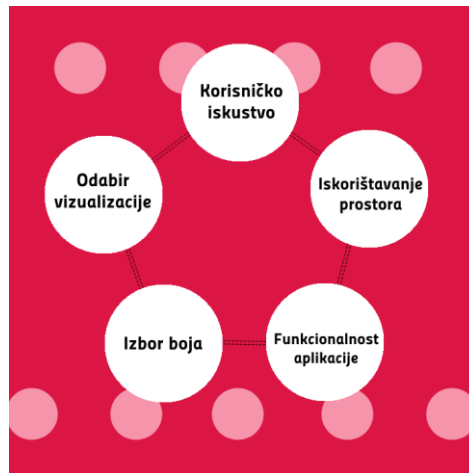 Korisničko
iskustvo
Odabir
vizualizacije
Iskorištavanje
prostora
Izbor boja
Funkcionalnost
aplikacije